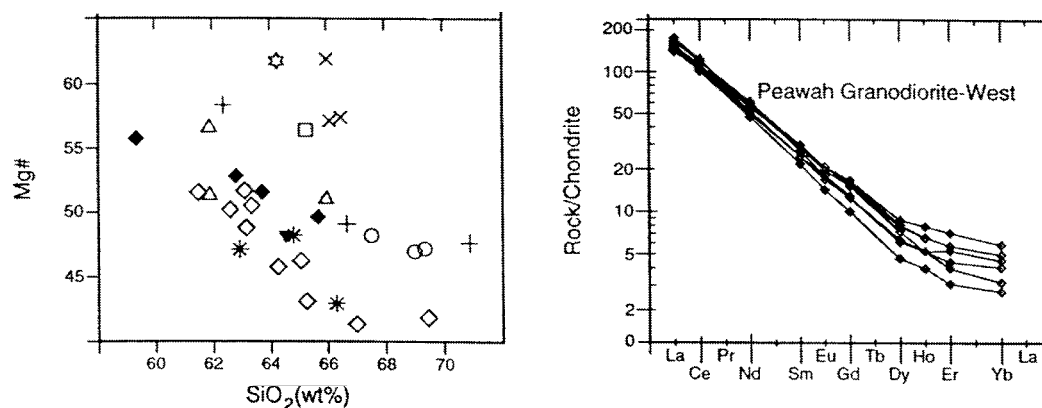 60
55
50
45
Mg#
60 62 64 66 68 70
SiO2(wt%)
200
100
50
20
10
5
2
0
Rock/Chondrite
Peawah Granodiorite-West
La Pr Eu Tb Ho La
Ce Nd Sm Gd Dy Er Yb